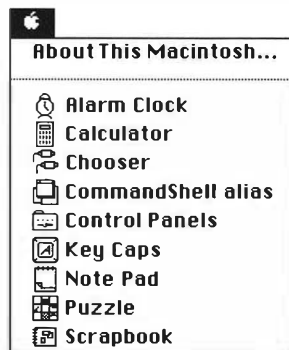 About This Macintosh...
Alarm Clock
Calculator
Chooser
CommandShell alias
Control Panels
Key Caps
Note Pad
Puzzle
Scrapbook